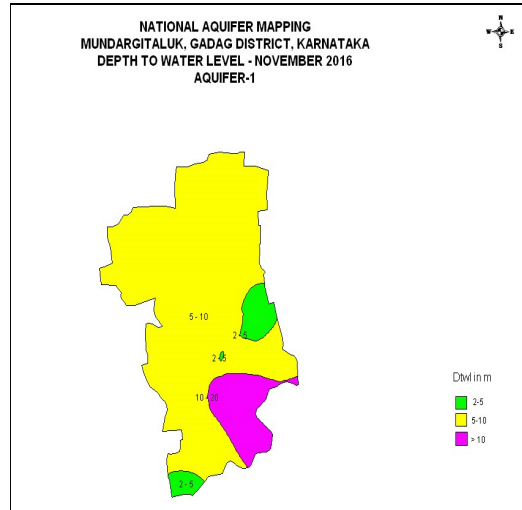 NATIONAL AQUIFER MAPPING
MUNDARGITALUK, GADAG DISTRICT, KARNATAKA
DEPTH TO WATER LEVEL - NOVEMBER 2016
AQUIFER-1
N
W E
S
5 - 10
2 - 5
2 - 5
10 - 20
2 - 5
Dtwl in m
2-5
5-10
> 10